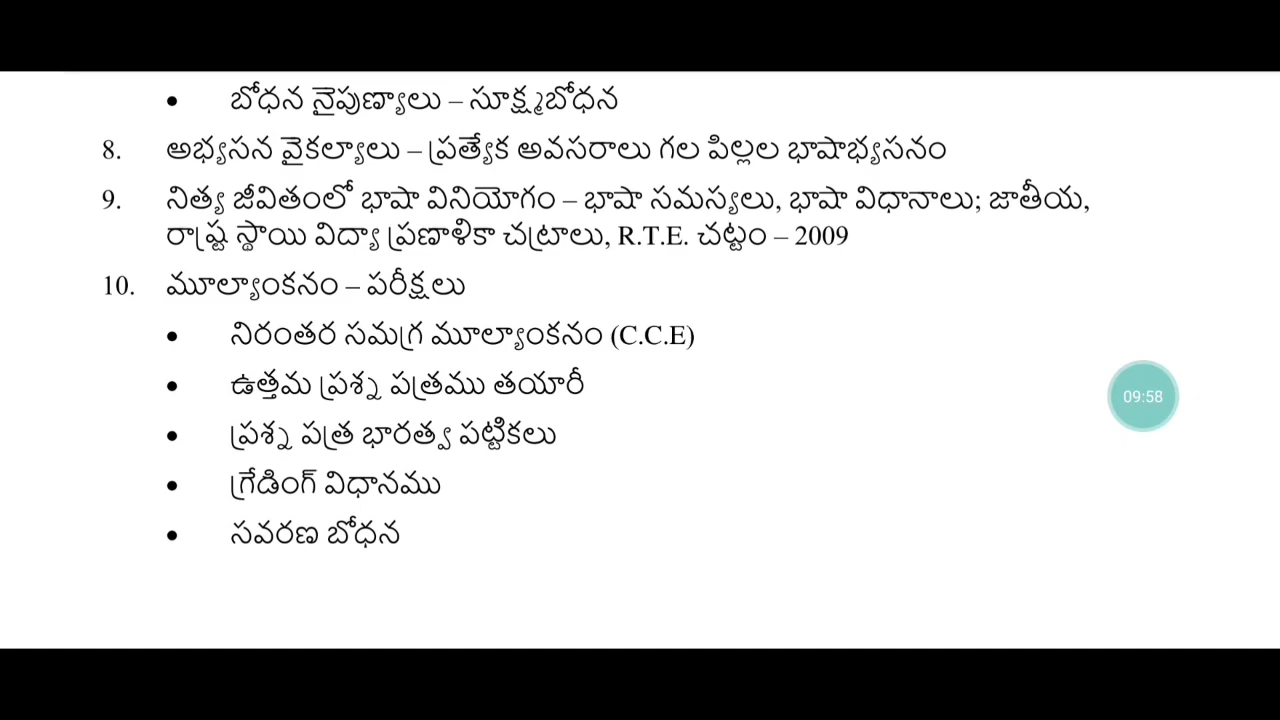 • బోధన నైపుణ్యాలు – సూక్ష్మబోధన
8. అభ్యసన వైకల్యాలు – ప్రత్యేక అవసరాలు గల పిల్లల భాషాభ్యసనం
9. నిత్య జీవితంలో భాషా వినియోగం – భాషా సమస్యలు, భాషా విధానాలు; జాతీయ,
రాష్ట్ర స్థాయి విద్యా ప్రణాళికా చట్రాలు, R.T.E. చట్టం – 2009
10. మూల్యాంకనం – పరీక్షలు
• నిరంతర సమగ్ర మూల్యాంకనం (C.C.E)
• ఉత్తమ ప్రశ్న పత్రము తయారీ
• ప్రశ్న పత్ర భారత్వ పట్టికలు
• గ్రేడింగ్ విధానము
• సవరణ బోధన
09:58